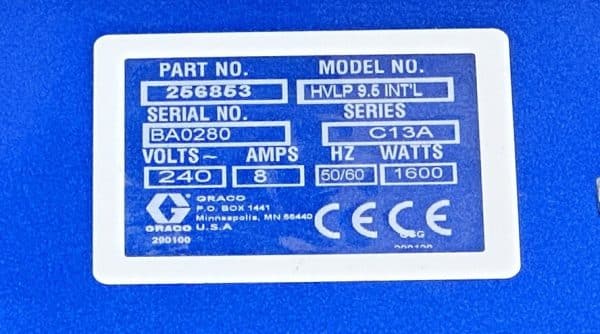 PART NO. MODEL NO.
256853 HVLP 9.5 INT'L
SERIAL NO. SERIES
BA0280 C13A
VOLTS~ AMPS HZ WATTS
240 8 50/60 1600
GRACO
P.O. BOX 1441
Minneapolis, MN 55440
U.S.A
GRACO
290100
CE CE